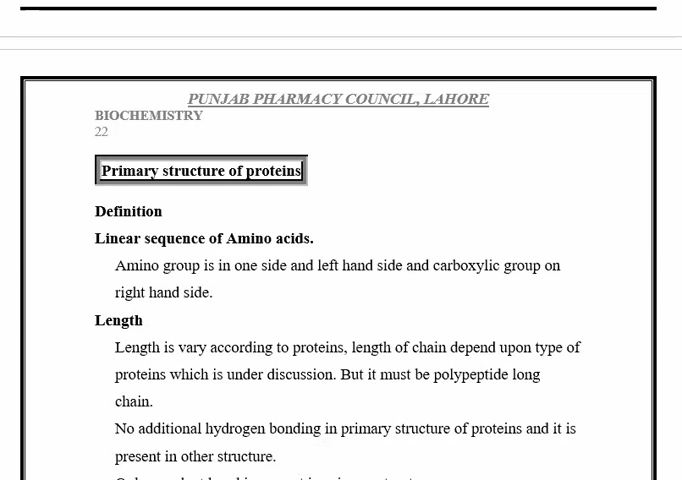 PUNJAB PHARMACY COUNCIL, LAHORE
BIOCHEMISTRY
22
Primary structure of proteins
Definition
Linear sequence of Amino acids.
Amino group is in one side and left hand side and carboxylic group on
right hand side.
Length
Length is vary according to proteins, length of chain depend upon type of
proteins which is under discussion. But it must be polypeptide long
chain.
No additional hydrogen bonding in primary structure of proteins and it is
present in other structure.